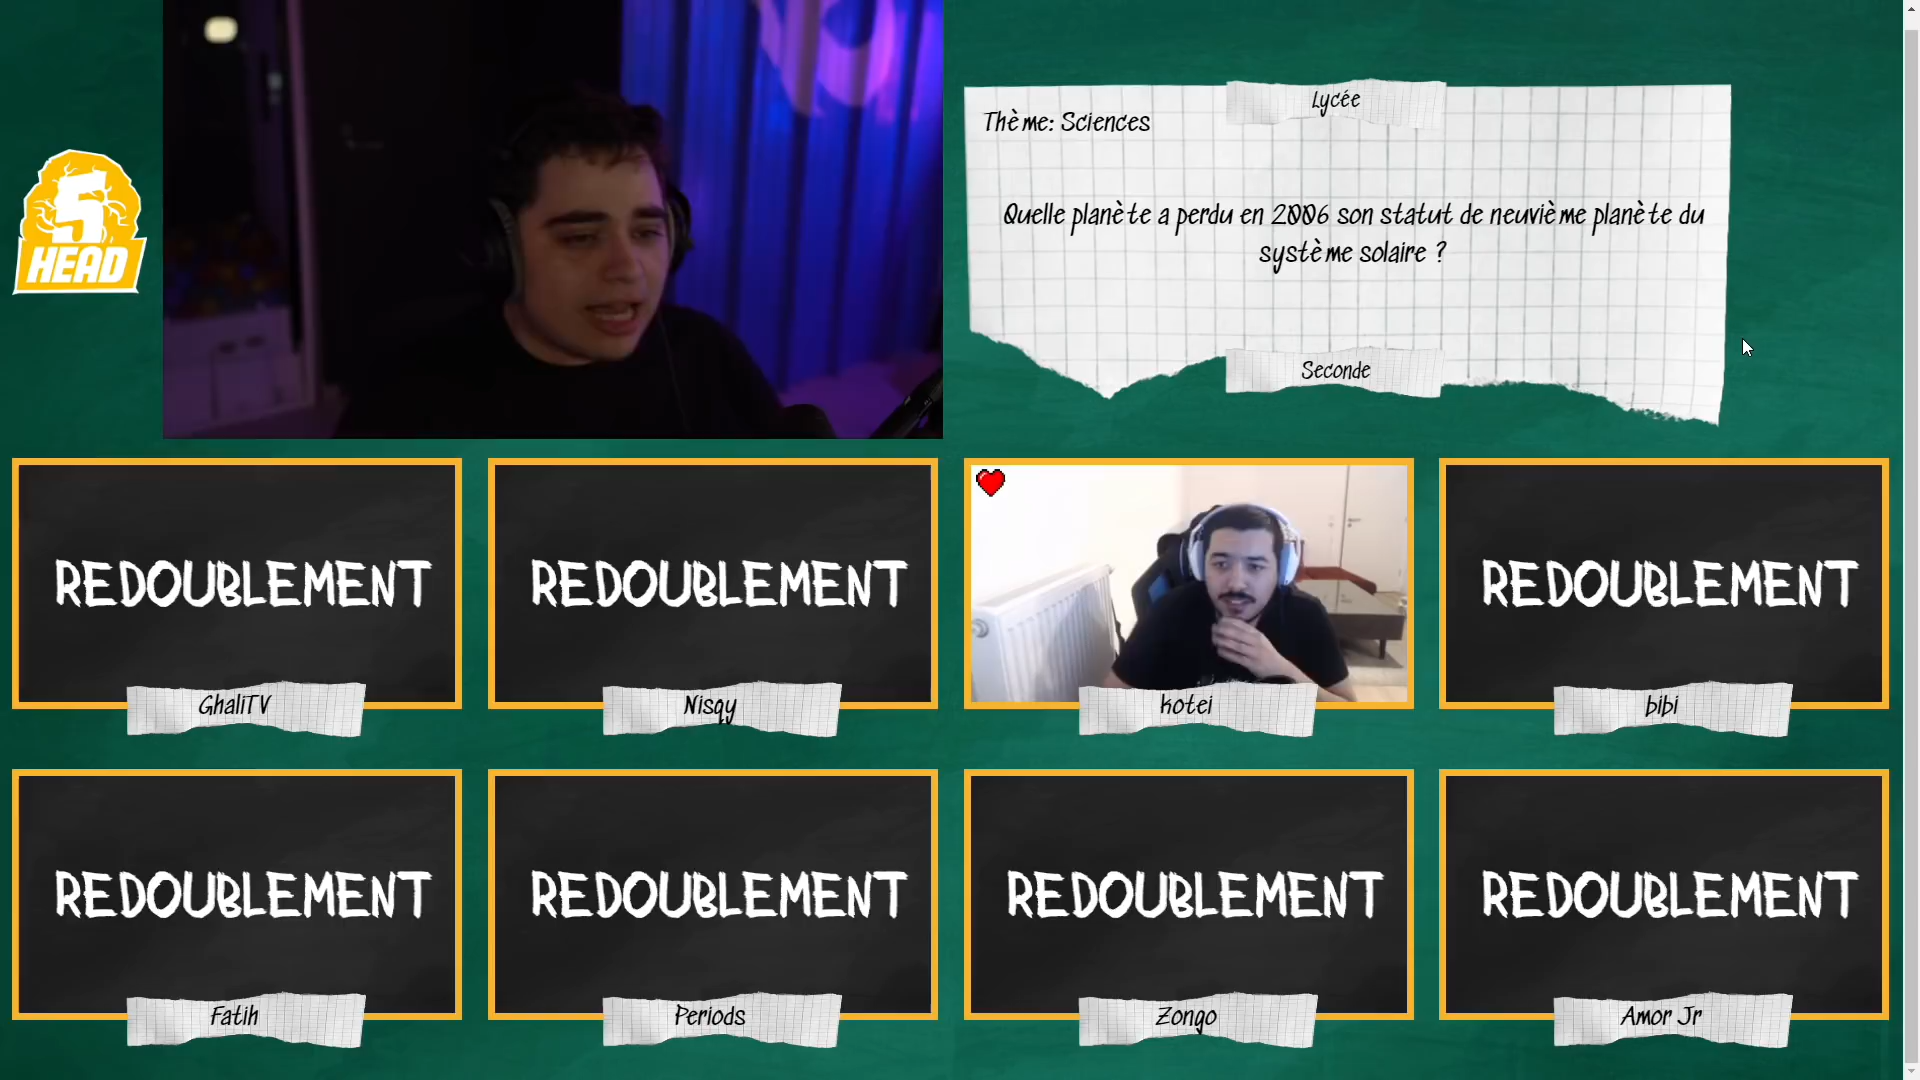 5
HEAD
Lycée
Thème: Sciences
Quelle planète a perdu en 2006 son statut de neuvième planète du
système solaire ?
Seconde
REDOUBLEMENT
GhaliTV
REDOUBLEMENT
Nisqy
kotei
REDOUBLEMENT
bibi
REDOUBLEMENT
Fatih
REDOUBLEMENT
Periods
REDOUBLEMENT
Zongo
REDOUBLEMENT
Amor Jr